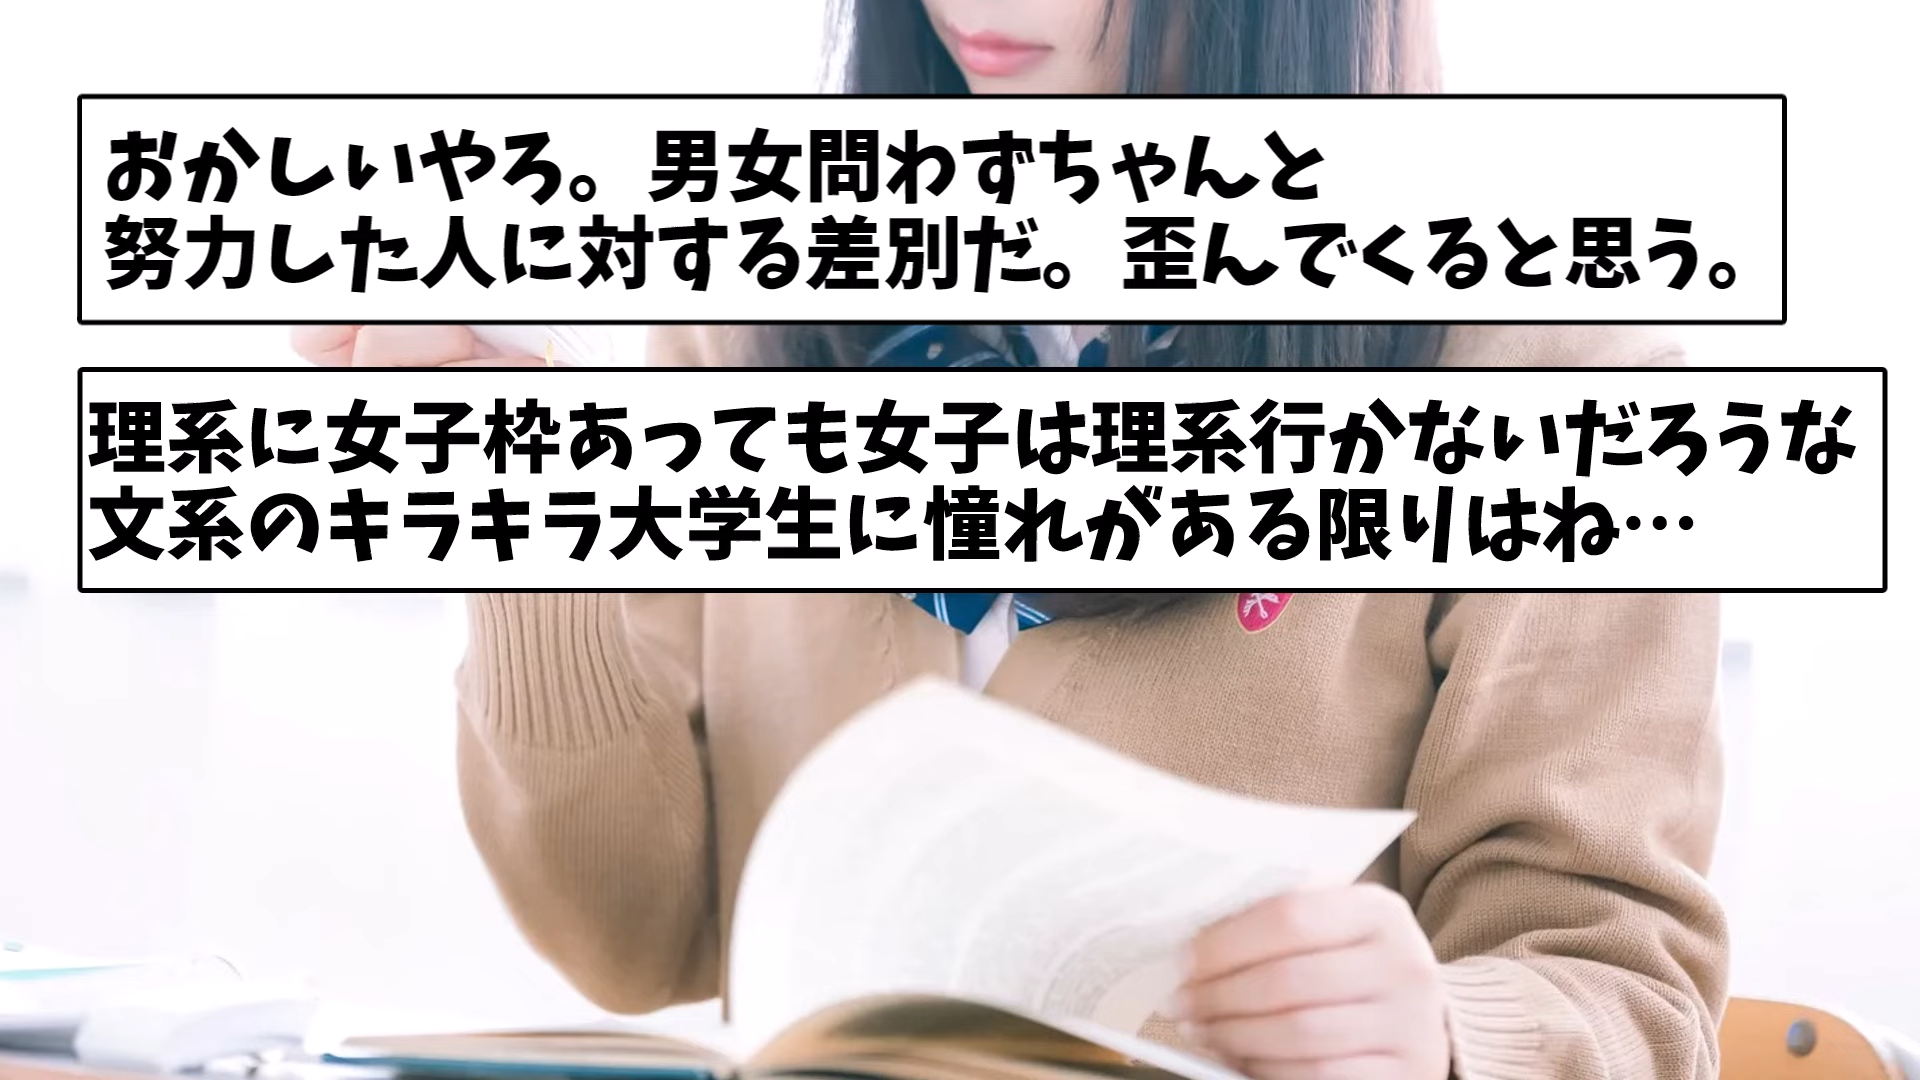 おかしいやろ。男女問わずちゃんと
努力した人に対する差別だ。歪んでくると思う。
理系に女子枠あっても女子は理系行かないだろうな
文系のキラキラ大学生に憧れがある限りはね…